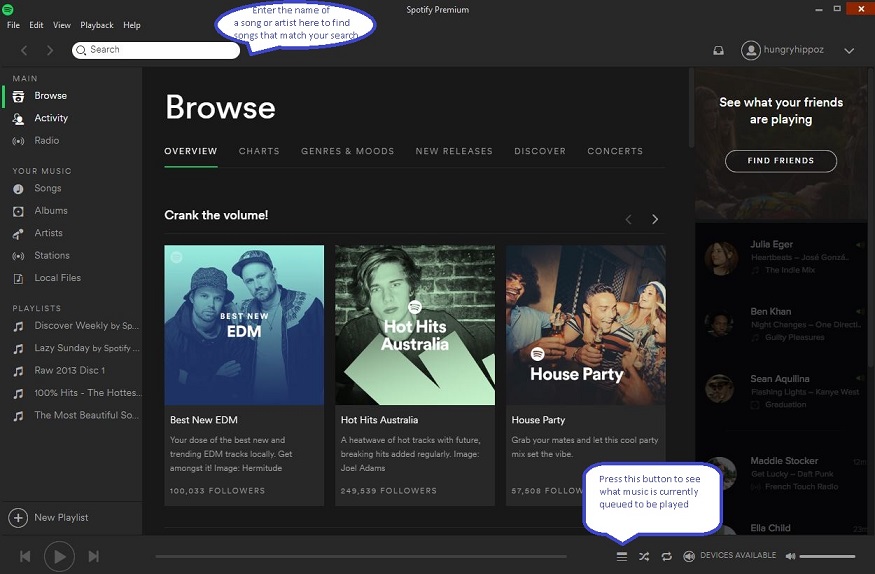 Enter the name of
a song or artist here to find
songs that match your search
Spotify Premium
File Edit View Playback Help
Search
hungryhippoz
MAIN
Browse
Activity
Radio
YOUR MUSIC
Songs
Albums
Artists
Stations
Local Files
PLAYLISTS
Discover Weekly by Sp...
Lazy Sunday by Spotify ...
Raw 2013 Disc 1
100% Hits - The Hottes...
The Most Beautiful So...
New Playlist
Browse
OVERVIEW CHARTS GENRES & MOODS NEW RELEASES DISCOVER CONCERTS
Crank the volume!
BEST NEW
EDM
Best New EDM
Your dose of the best new and
trending EDM tracks locally. Get
amongst it! Image: Hermitude
100,033 FOLLOWERS
Hot Hits
Australia
Hot Hits Australia
A heatwave of hot tracks with future,
breaking hits added regularly. Image:
Joel Adams
249,539 FOLLOWERS
House Party
House Party
Grab your mates and let this cool party
mix set the vibe.
57,508 FOLLOW
See what your friends
are playing
FIND FRIENDS
Julia Eger
Heartbeats – José Gonzá...
The Indie Mix
Ben Khan
Night Changes – One Directi...
Guilty Pleasures
Sean Aquilina
Flashing Lights – Kanye West
Graduation
Maddie Stocker 12m
Get Lucky – Daft Punk
French Touch Radio
Ella Child 23m
Press this button to see
what music is currently
queued to be played
DEVICES AVAILABLE